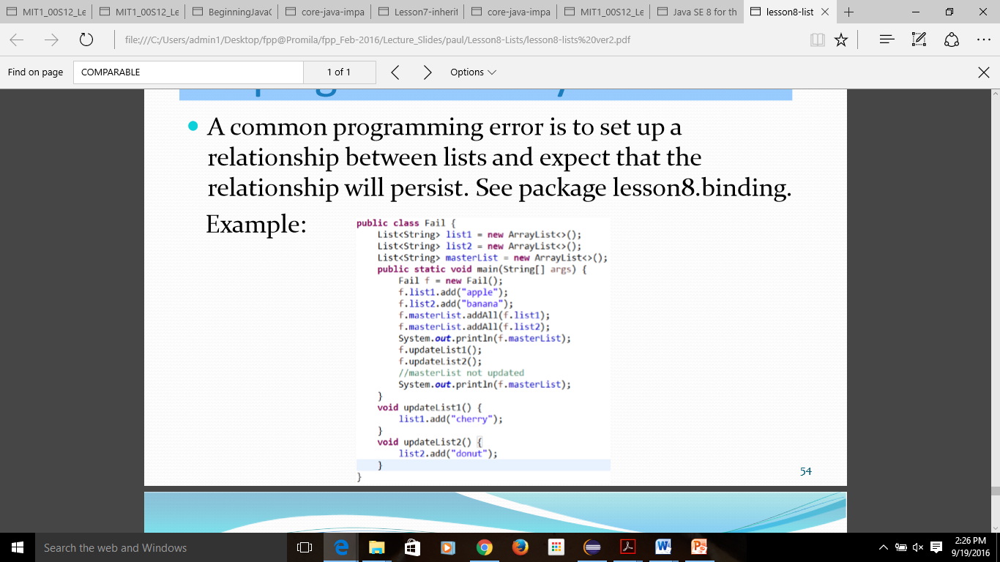 MIT1_00S12_Le
MIT1_00S12_Le
BeginningJava
core-java-impa
Lesson7-inherit
core-java-impa
MIT1_00S12_Le
Java SE 8 for th
lesson8-list
file:///C:/Users/admin1/Desktop/fpp@Promila/fpp_Feb-2016/Lecture_Slides/paul/Lesson8-Lists/lesson8-lists%20ver2.pdf
Find on page
COMPARABLE
1 of 1
Options
A common programming error is to set up a
relationship between lists and expect that the
relationship will persist. See package lesson8.binding.
Example:
public class Fail {
List<String> list1 = new ArrayList<>();
List<String> list2 = new ArrayList<>();
List<String> masterList = new ArrayList<>();
public static void main(String[] args) {
Fail f = new Fail();
f.list1.add("apple");
f.list2.add("banana");
f.masterList.addAll(f.list1);
f.masterList.addAll(f.list2);
System.out.println(f.masterList);
f.updateList1();
f.updateList2();
//masterList not updated
System.out.println(f.masterList);
}
void updateList1() {
list1.add("cherry");
}
void updateList2() {
list2.add("donut");
}
}
54
Search the web and Windows
2:26 PM
9/19/2016